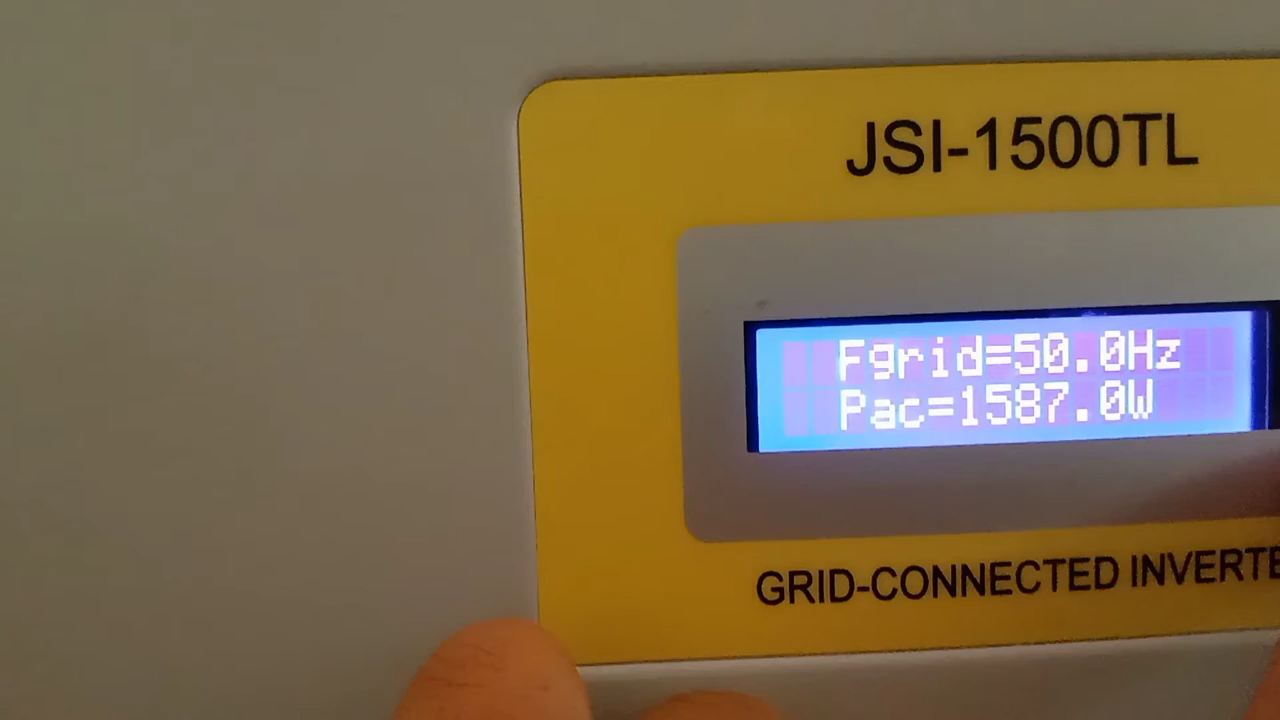 JSI-1500TL
Fgrid=50.0Hz
Pac=1587.0W
GRID-CONNECTED INVERTE